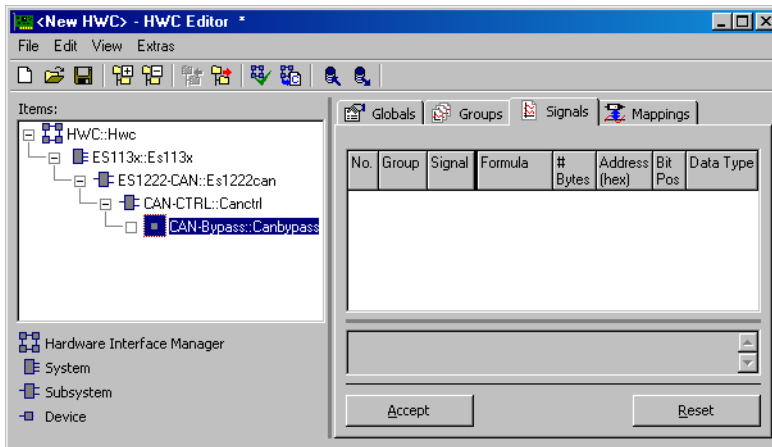 <New HWC> - HWC Editor *
File Edit View Extras
Items:
HWC::Hwc
ES113x::Es113x
ES1222-CAN::Es1222can
CAN-CTRL::Canctrl
CAN-Bypass::Canbypass
Hardware Interface Manager
System
Subsystem
Device
Globals Groups Signals Mappings
No. Group Signal Formula # Address Bit Data Type
Bytes (hex) Pos
Accept Reset